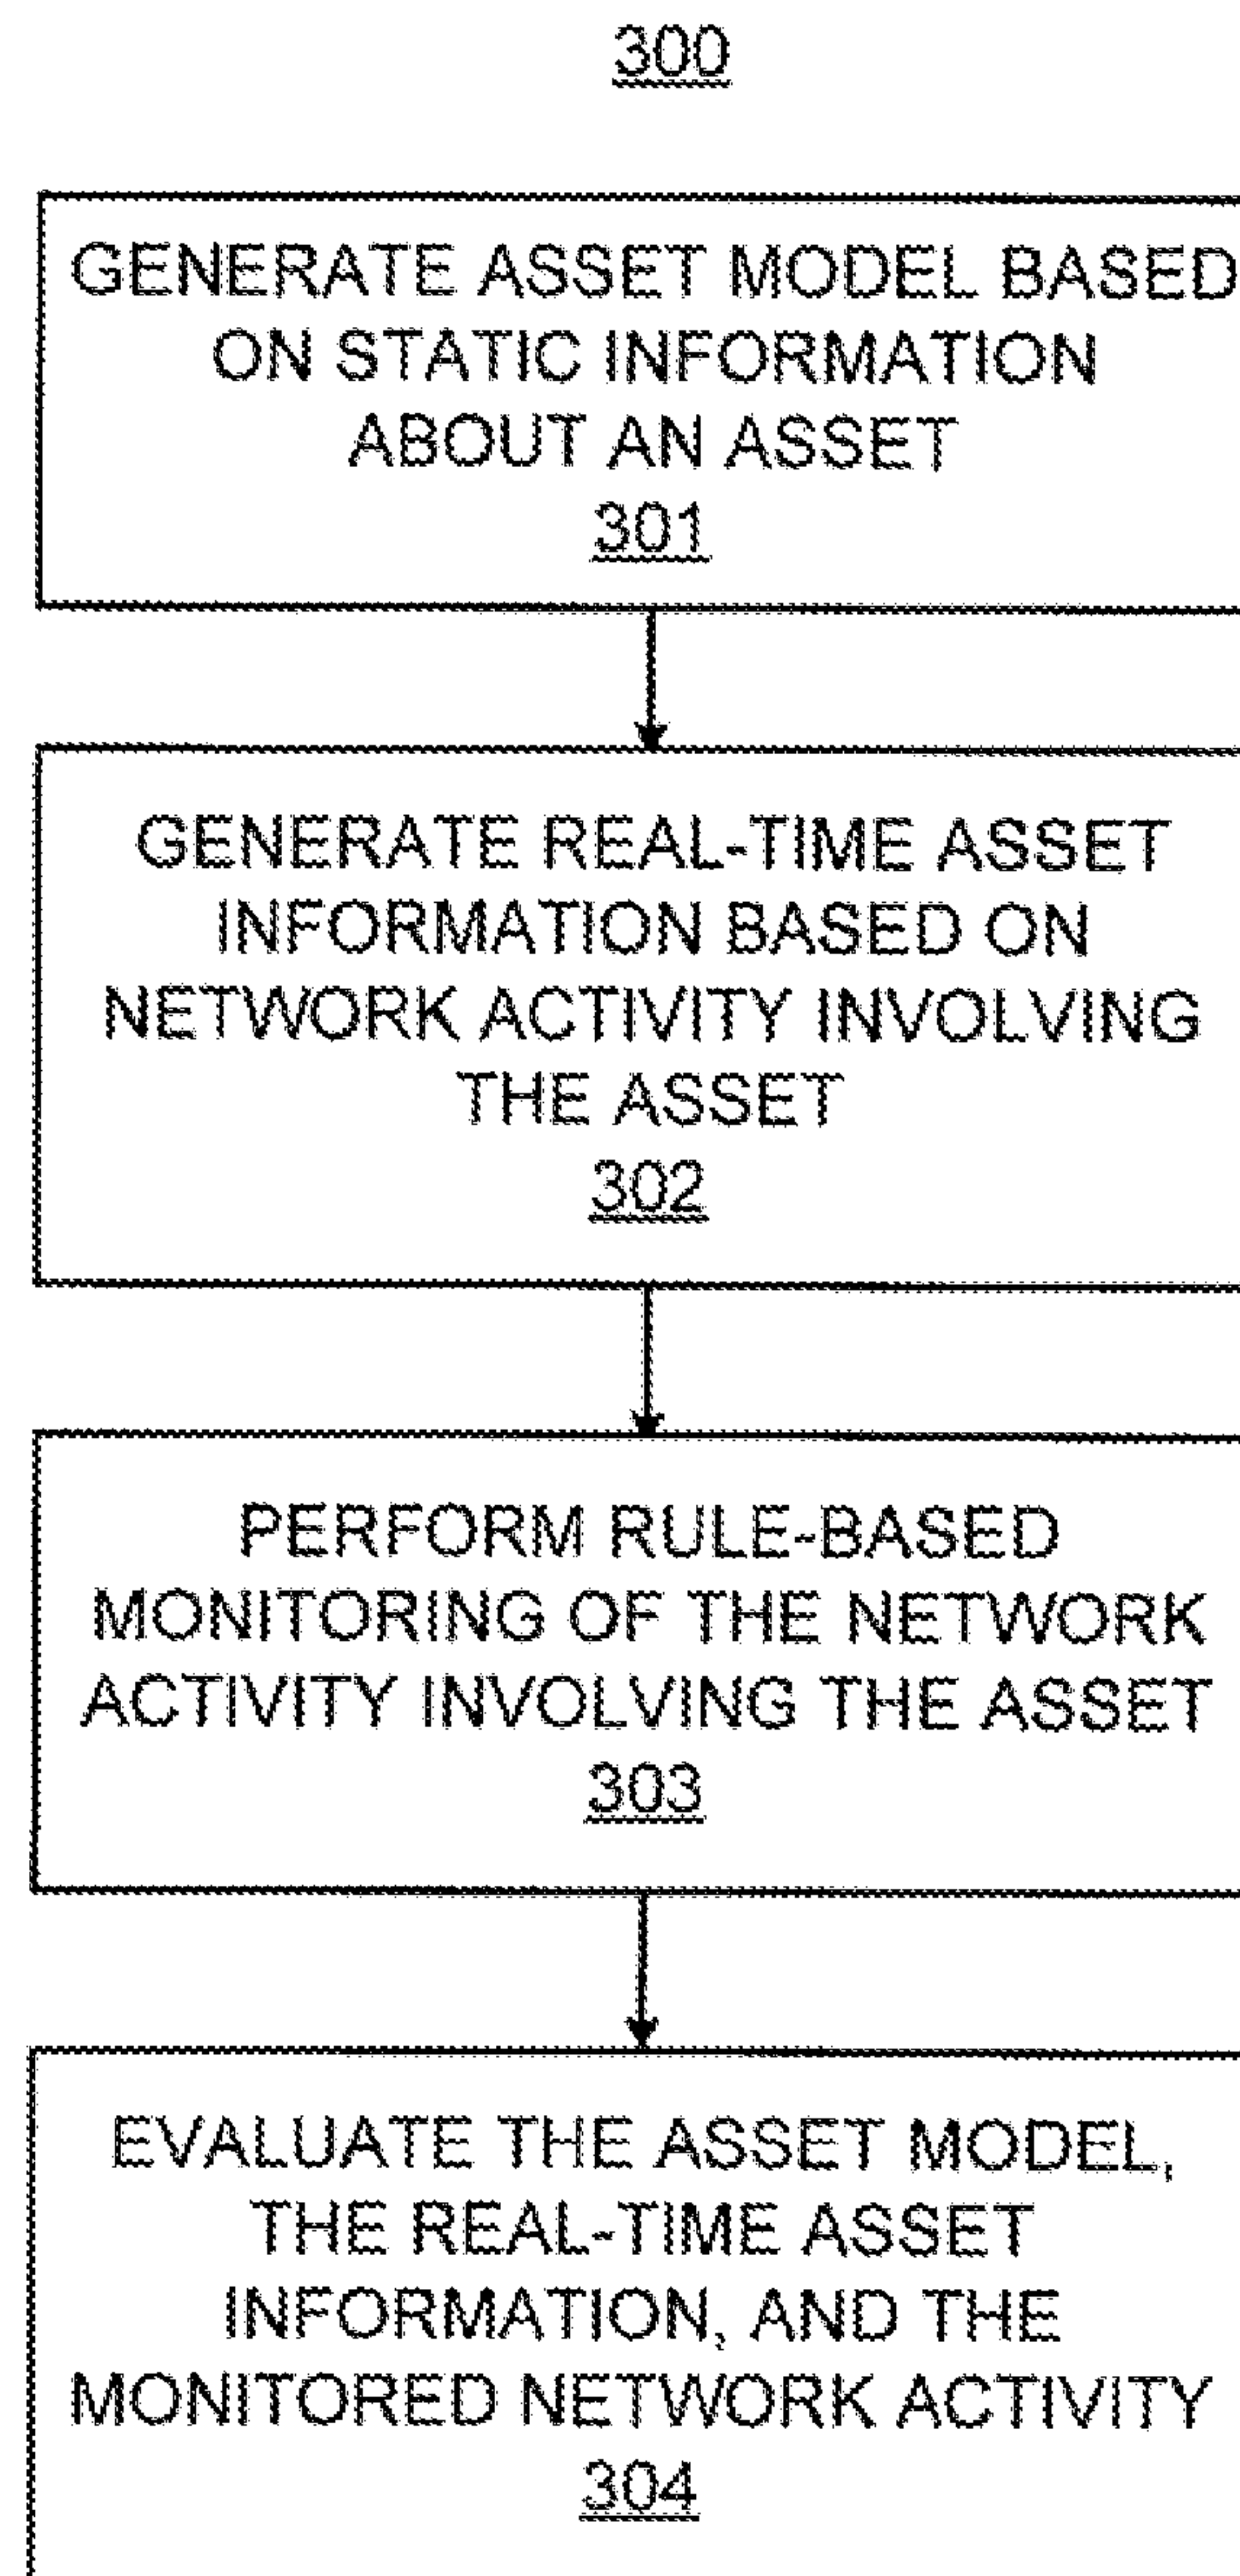 300
GENERATE ASSET MODEL BASED
ON STATIC INFORMATION
ABOUT AN ASSET
301
GENERATE REAL-TIME ASSET
INFORMATION BASED ON
NETWORK ACTIVITY INVOLVING
THE ASSET
302
PERFORM RULE-BASED
MONITORING OF THE NETWORK
ACTIVITY INVOLVING THE ASSET
303
EVALUATE THE ASSET MODEL,
THE REAL-TIME ASSET
INFORMATION, AND THE
MONITORED NETWORK ACTIVITY
304